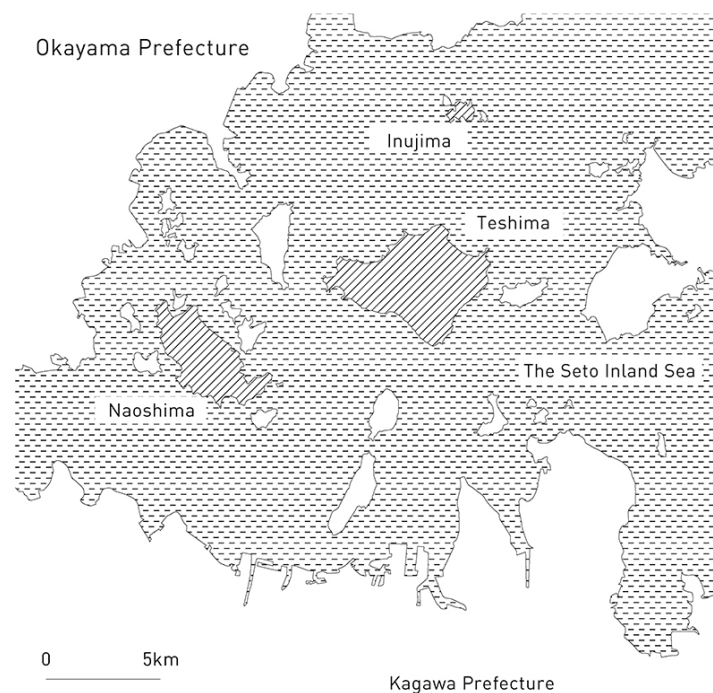 Okayama Prefecture
Inujima
Teshima
The Seto Inland Sea
Naoshima
0 5km
Kagawa Prefecture